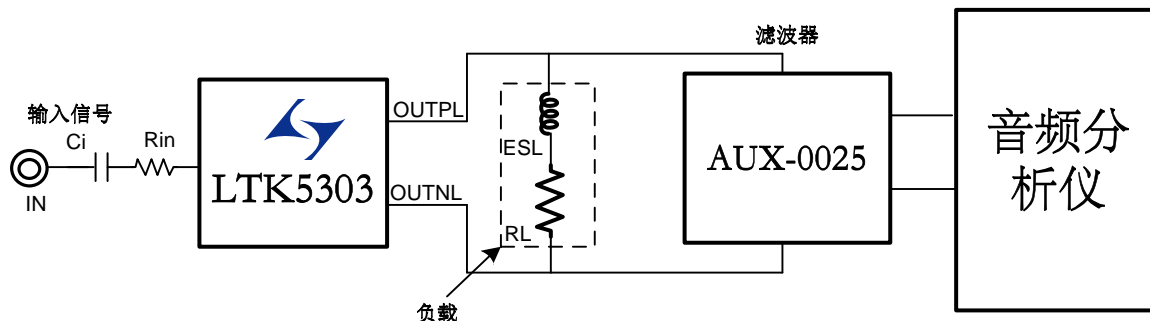 滤波器
输入信号
Ci
Rin
IN
LTK5303
OUTPL
OUTNL
ESL
RL
负载
AUX-0025
音频分
析仪